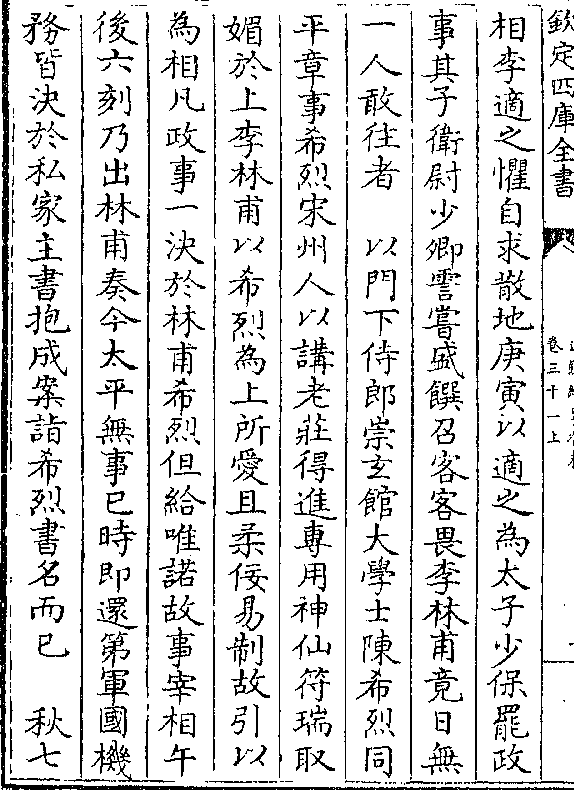 欽定四庫全書
卷三十一上
相李適之懼自求散地庚寅以適之為太子少保罷政
事其子衛尉少卿霅嘗盛饌召客客畏李林甫竟日無
一人敢往者　以門下侍郎崇玄館大學士陳希烈同
平章事希烈宋州人以講老莊得進專用神仙符瑞取
媚於上李林甫以希烈為上所愛且柔佞易制故引以
為相凡政事一決於林甫希烈但給唯諾故事宰相午
後六刻乃出林甫奏今太平無事巳時即還第軍國機
務皆決於私家主書抱成案詣希烈書名而已　秋七